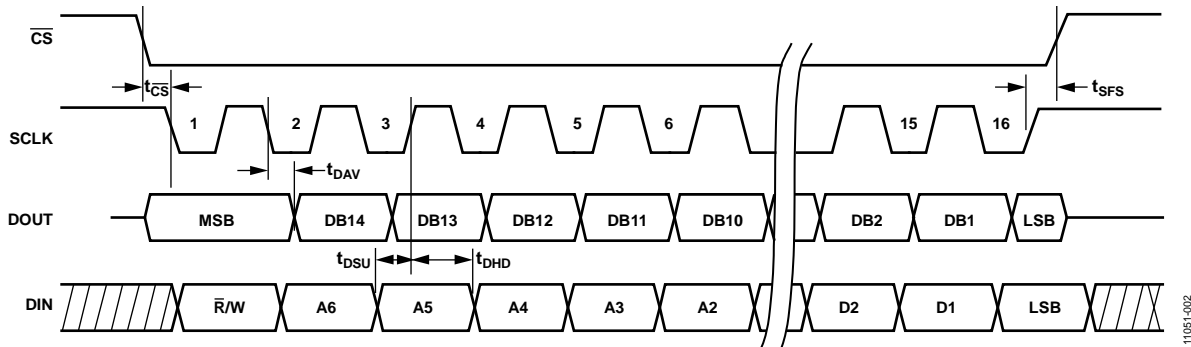 CS
tCS
tSFS
SCLK
1 2 3 4 5 6 15 16
tDAV
DOUT
MSB DB14 DB13 DB12 DB11 DB10 DB2 DB1 LSB
tDSU tDHD
DIN
R/W A6 A5 A4 A3 A2 D2 D1 LSB
11051-002